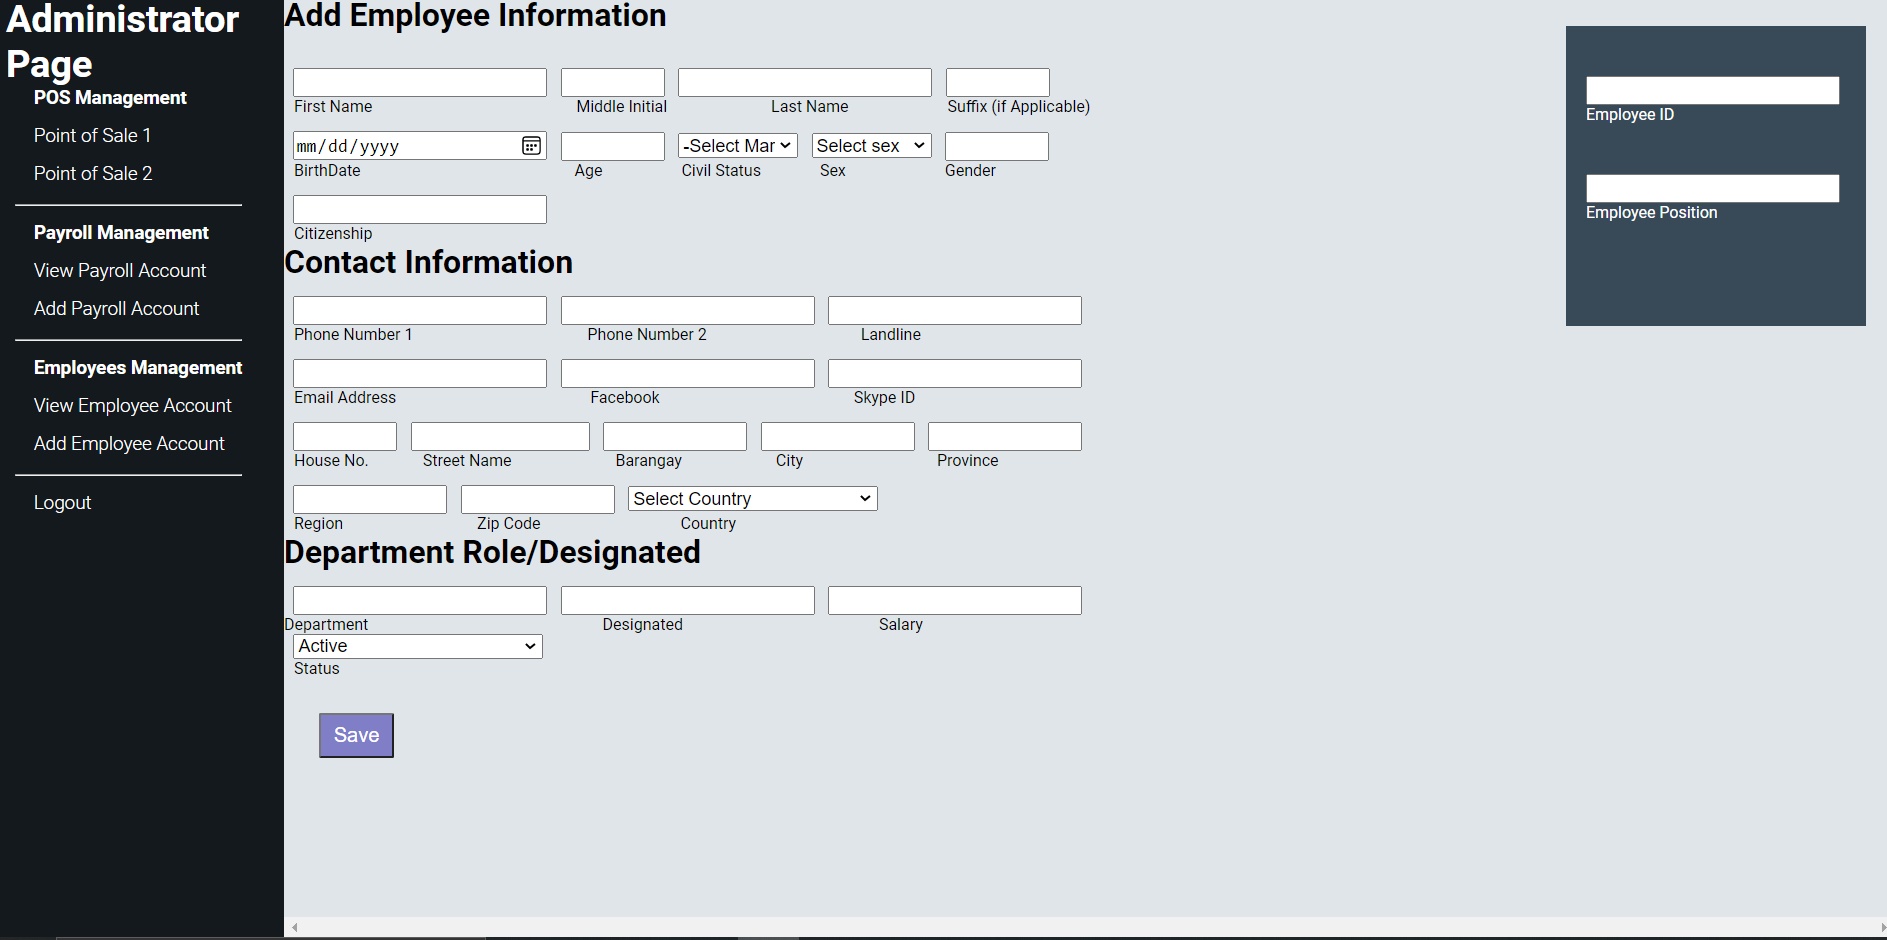 Administrator
Page
POS Management
Point of Sale 1
Point of Sale 2
Payroll Management
View Payroll Account
Add Payroll Account
Employees Management
View Employee Account
Add Employee Account
Logout
Add Employee Information
First Name Middle Initial Last Name Suffix (if Applicable)
mm/dd/yyyy -Select Mar Select sex
BirthDate Age Civil Status Sex Gender
Citizenship
Contact Information
Phone Number 1 Phone Number 2 Landline
Email Address Facebook Skype ID
House No. Street Name Barangay City Province
Select Country
Region Zip Code Country
Department Role/Designated
Department Designated Salary
Active
Status
Save
Employee ID
Employee Position